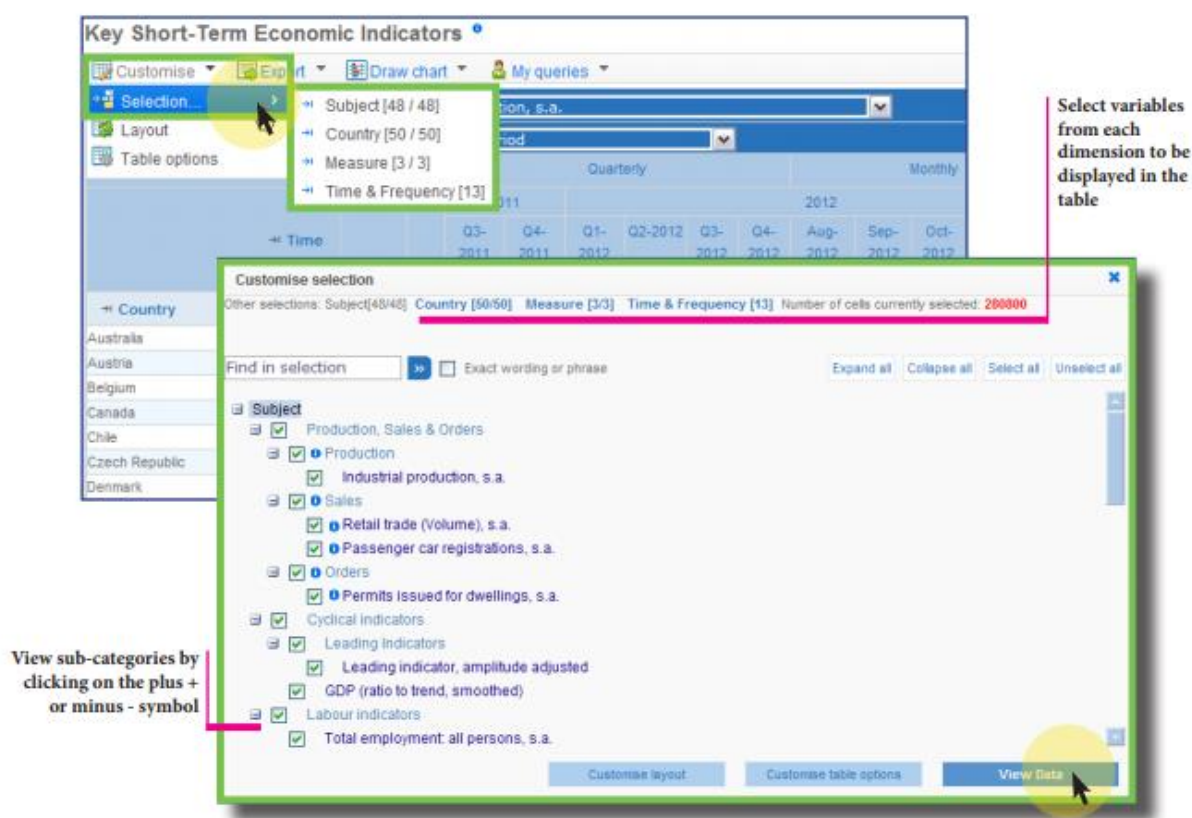 Key Short-Term Economic Indicators
Customise Export Draw chart My queries
Selection...
Layout
Table options
Subject [48 / 48]
Country [50 / 50]
Measure [3 / 3]
Time & Frequency [13]
tion, s.a.
riod
Quarterly Monthly
2011 2012
Time Q3-2011 Q4-2011 Q1-2012 Q2-2012 Q3-2012 Q4-2012 Aug-2012 Sep-2012 Oct-2012
Country
Australia
Austria
Belgium
Canada
Chile
Czech Republic
Denmark
Select variables
from each
dimension to be
displayed in the
table
Customise selection
Other selections: Subject[48/48] Country [50/50] Measure [3/3] Time & Frequency [13] Number of cells currently selected: 280800
Find in selection Exact wording or phrase Expand all Collapse all Select all Unselect all
Subject
Production, Sales & Orders
Production
Industrial production, s.a.
Sales
Retail trade (Volume), s.a.
Passenger car registrations, s.a.
Orders
Permits issued for dwellings, s.a.
Cyclical indicators
Leading Indicators
Leading indicator, amplitude adjusted
GDP (ratio to trend, smoothed)
Labour indicators
Total employment: all persons, s.a.
Customise layout Customise table options View Data
View sub-categories by
clicking on the plus +
or minus - symbol